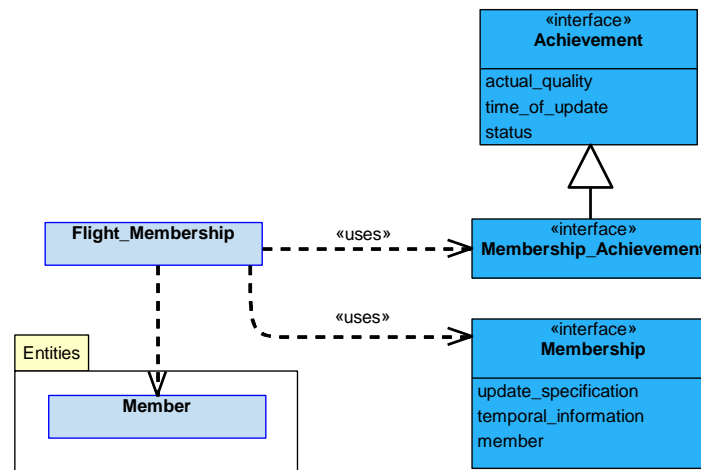 «interface»
Achievement
actual_quality
time_of_update
status
Flight_Membership
«uses»
«interface»
Membership_Achievement
«uses»
«interface»
Membership
update_specification
temporal_information
member
Entities
Member